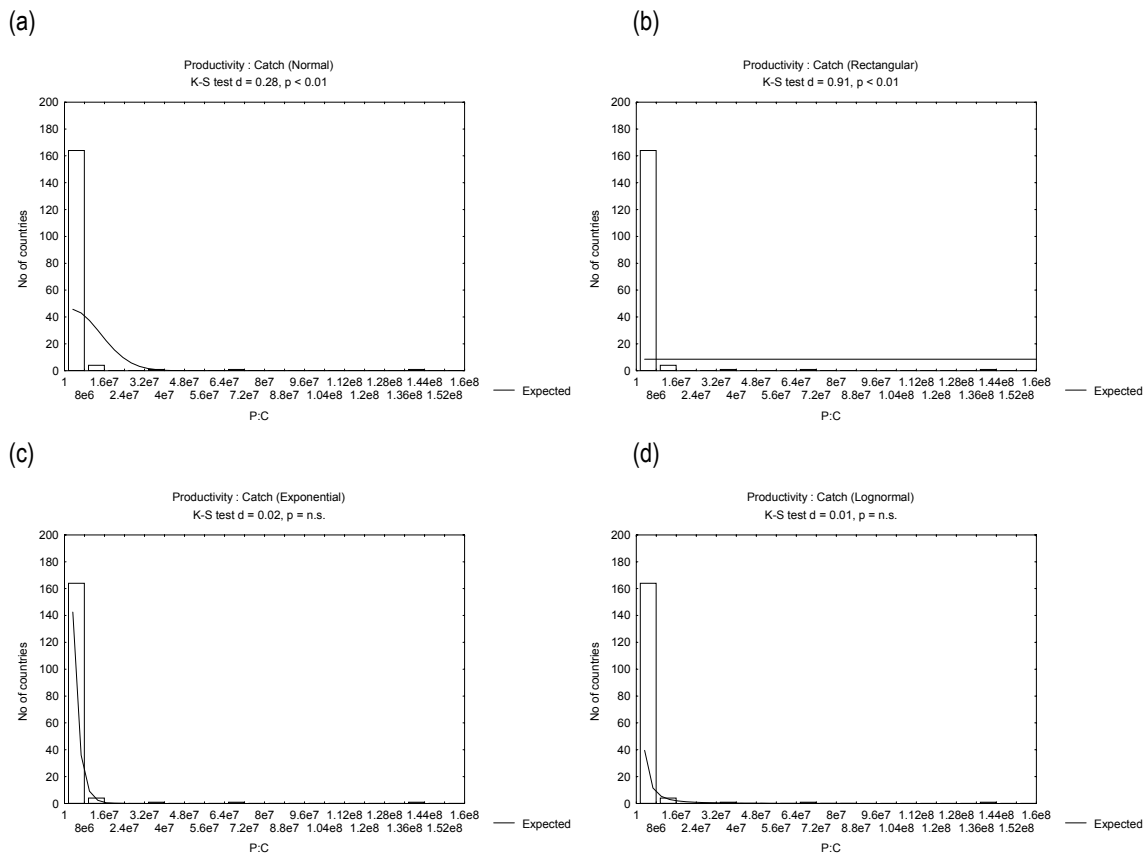 (a)
Productivity : Catch (Normal)
K-S test d = 0.28, p < 0.01
200
180
160
140
120
100
80
60
40
20
0
No of countries
1 1.6e7 3.2e7 4.8e7 6.4e7 8e7 9.6e7 1.12e8 1.28e8 1.44e8 1.6e8
8e6 2.4e7 4e7 5.6e7 7.2e7 8.8e7 1.04e8 1.2e8 1.36e8 1.52e8
P:C
Expected
(b)
Productivity : Catch (Rectangular)
K-S test d = 0.91, p < 0.01
200
180
160
140
120
100
80
60
40
20
0
No of countries
1 1.6e7 3.2e7 4.8e7 6.4e7 8e7 9.6e7 1.12e8 1.28e8 1.44e8 1.6e8
8e6 2.4e7 4e7 5.6e7 7.2e7 8.8e7 1.04e8 1.2e8 1.36e8 1.52e8
P:C
Expected
(c)
Productivity : Catch (Exponential)
K-S test d = 0.02, p = n.s.
200
180
160
140
120
100
80
60
40
20
0
No of countries
1 1.6e7 3.2e7 4.8e7 6.4e7 8e7 9.6e7 1.12e8 1.28e8 1.44e8 1.6e8
8e6 2.4e7 4e7 5.6e7 7.2e7 8.8e7 1.04e8 1.2e8 1.36e8 1.52e8
P:C
Expected
(d)
Productivity : Catch (Lognormal)
K-S test d = 0.01, p = n.s.
200
180
160
140
120
100
80
60
40
20
0
No of countries
1 1.6e7 3.2e7 4.8e7 6.4e7 8e7 9.6e7 1.12e8 1.28e8 1.44e8 1.6e8
8e6 2.4e7 4e7 5.6e7 7.2e7 8.8e7 1.04e8 1.2e8 1.36e8 1.52e8
P:C
Expected